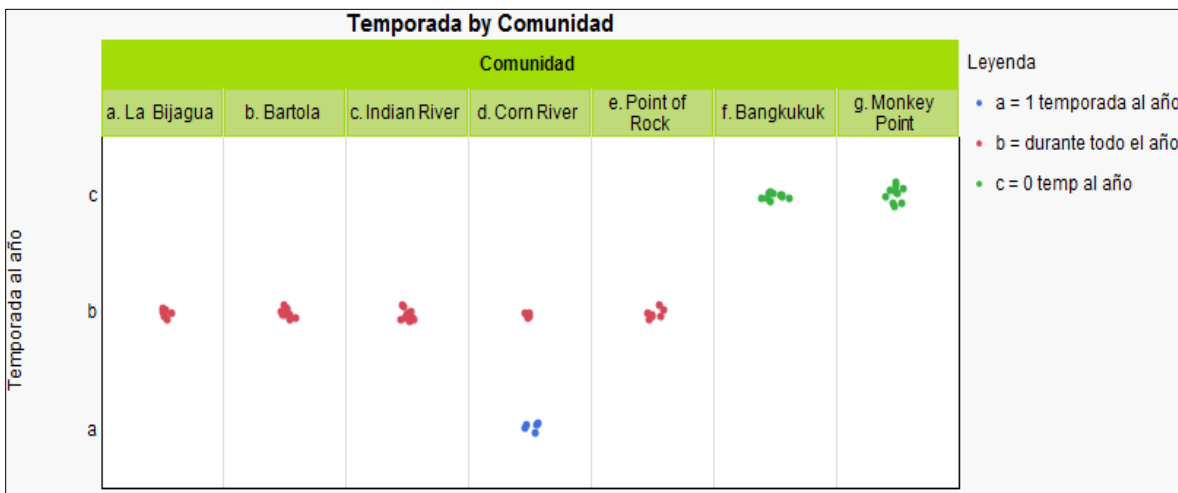 Temporada by Comunidad
Comunidad
a. La Bijagua
b. Bartola
c. Indian River
d. Corn River
e. Point of
Rock
f. Bangkukuk
g. Monkey
Point
Leyenda
a = 1 temporada al año
b = durante todo el año
c = 0 temp al año
Temporada al año
c
b
a